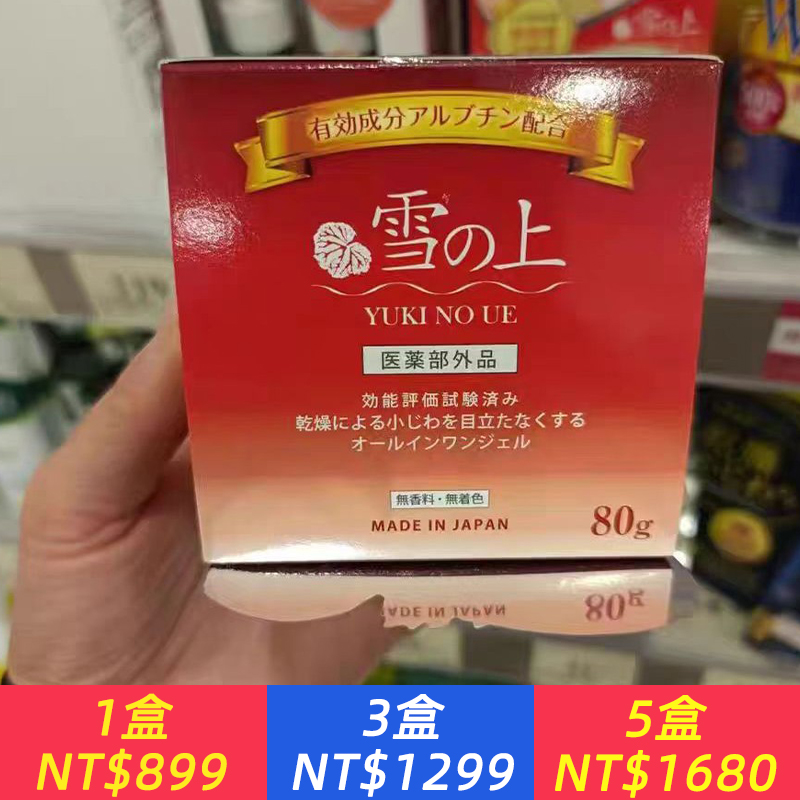 有効成分アルブチン配合
雪の上
YUKI NO UE
医薬部外品
効能評価試験済み
乾燥による小じわを目立たなくする
オールインワンジェル
無香料・無着色
MADE IN JAPAN
80g
1盒
NT$899
3盒
NT$1299
5盒
NT$1680